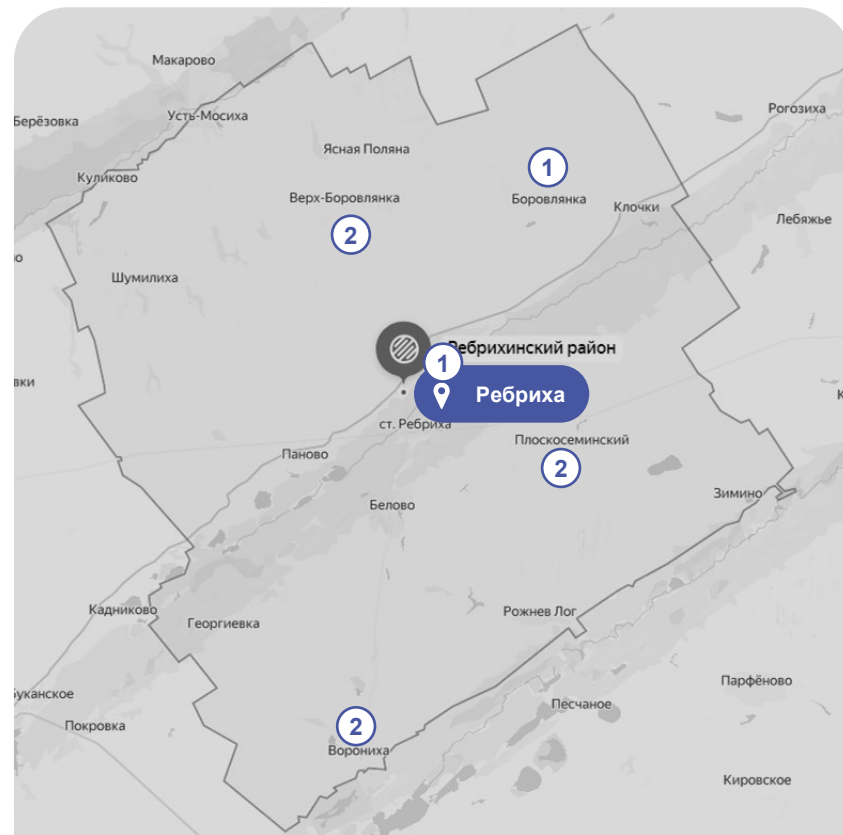 Макарово
Берёзовка
Усть-Мосиха
Рогозиха
Ясная Поляна
1
Куликово
Верх-Боровлянка
Боровлянка
Клочки
Лебяжье
2
Шумилиха
Ребрихинский район
1
вки
Ребриха
ст. Ребриха
Плоскосеминский
Паново
2
Зимино
Белово
Кадниково
Георгиевка
Рожнев Лог
Парфёново
буканское
Песчаное
Покровка
2
Ворониха
Кировское